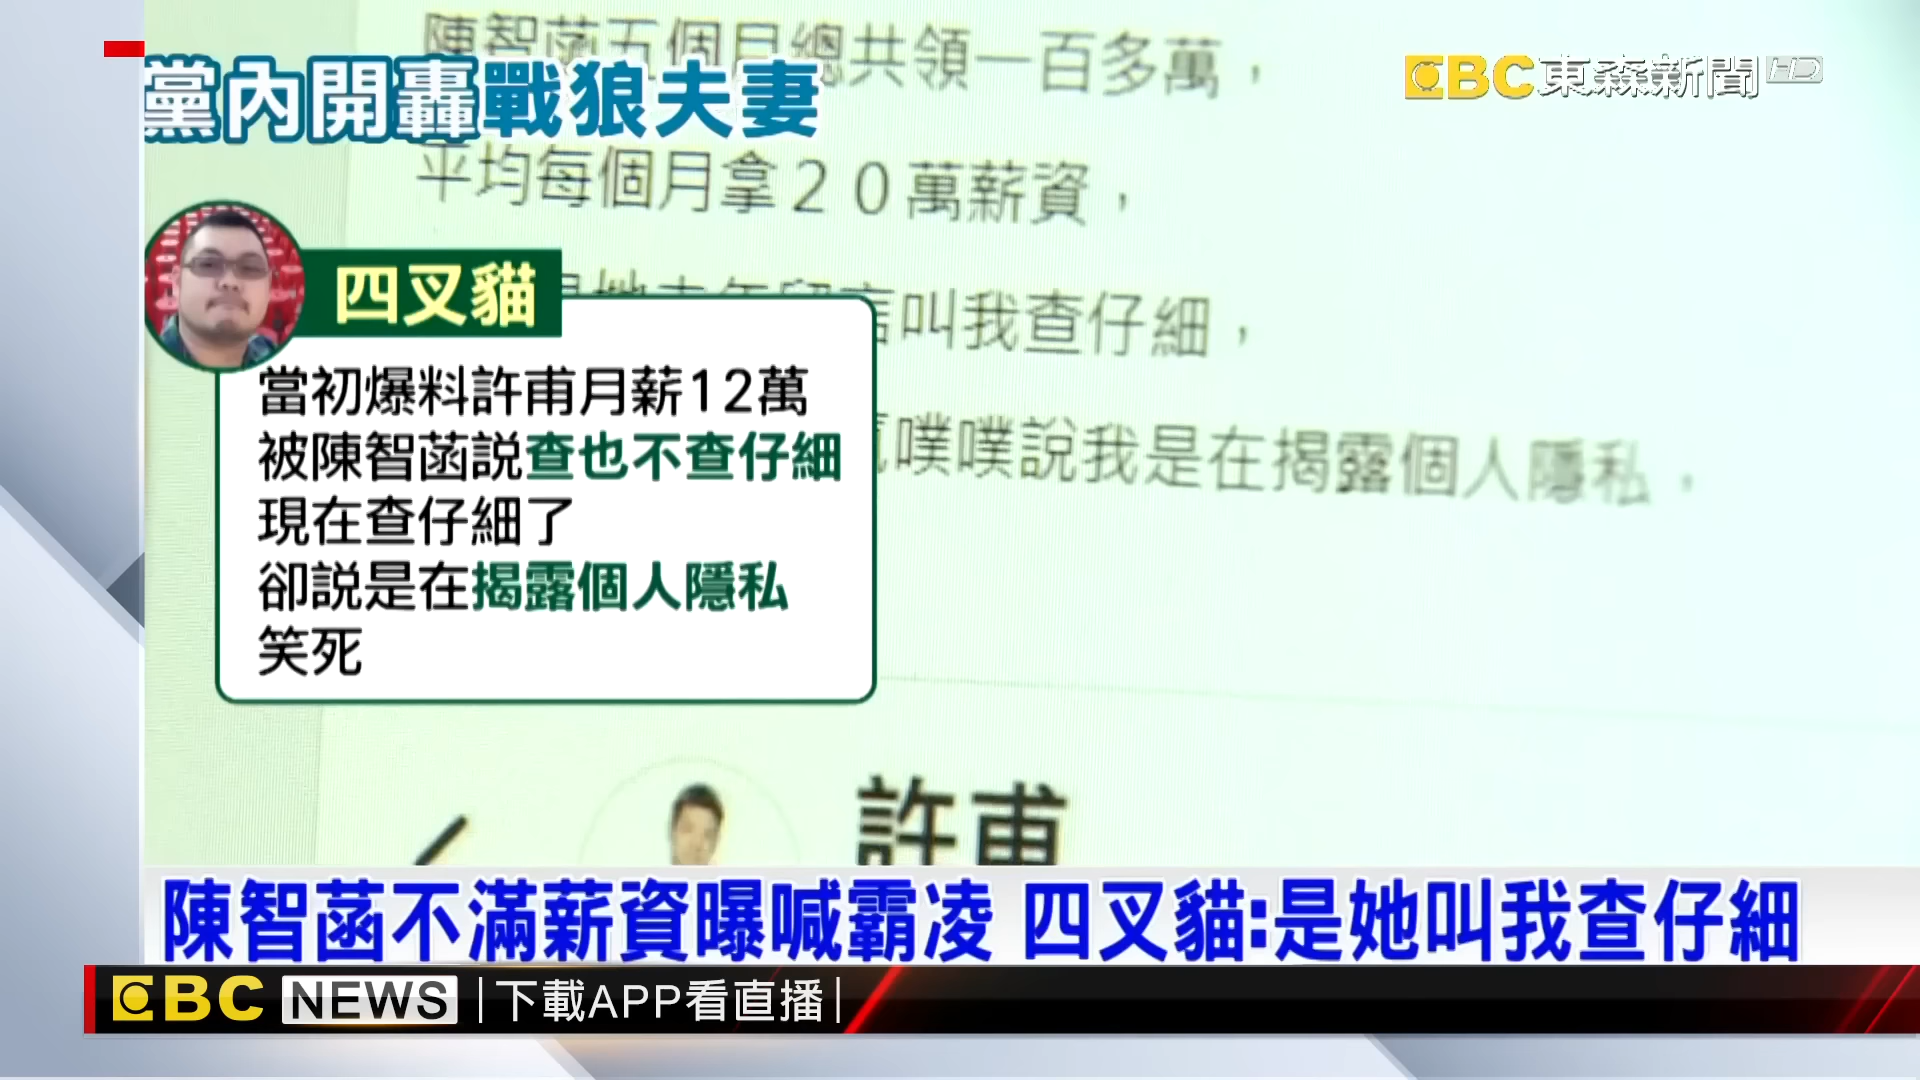 陳智菡五個月總共領一百多萬，
黨內開轟戰狼夫妻
EBC東森新聞HD
平均每個月拿20萬薪資，
四叉貓
言叫我查仔細，
當初爆料許甫月薪12萬
被陳智菡説查也不查仔細
噗噗說我是在揭露個人隱私，
現在查仔細了
卻説是在揭露個人隱私
笑死
許甫
陳智菡不滿薪資曝喊霸凌 四叉貓:是她叫我查仔細
EBC NEWS 下載APP看直播